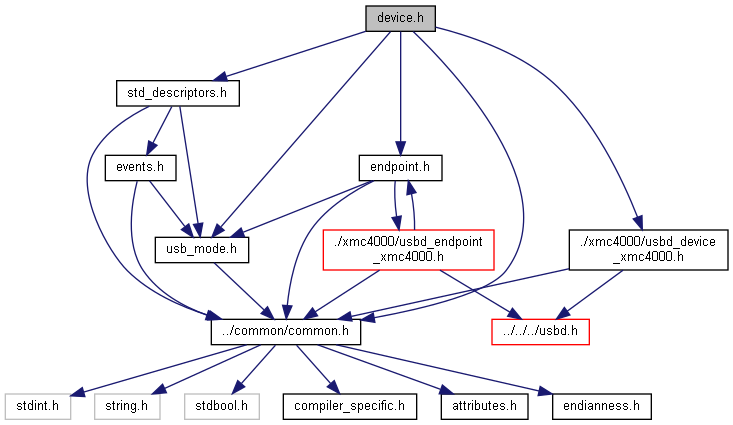 device.h
std_descriptors.h
events.h
endpoint.h
usb_mode.h
./xmc4000/usbd_endpoint
_xmc4000.h
./xmc4000/usbd_device
_xmc4000.h
../common/common.h
../../../usbd.h
stdint.h
string.h
stdbool.h
compiler_specific.h
attributes.h
endianness.h